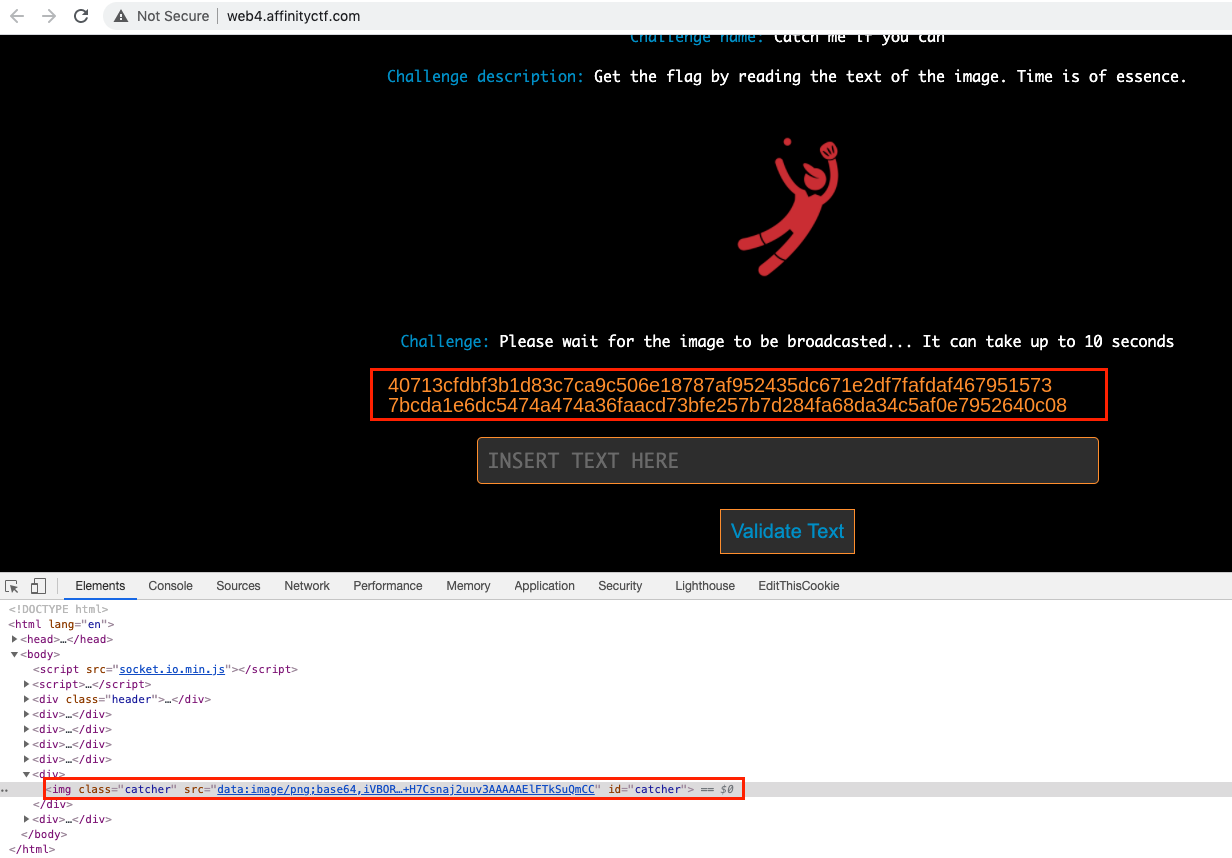 Not Secure web4.affinityctf.com
Challenge name: Catch me if you can
Challenge description: Get the flag by reading the text of the image. Time is of essence.
Challenge: Please wait for the image to be broadcasted... It can take up to 10 seconds
40713cfdbf3b1d83c7ca9c506e18787af952435dc671e2df7fafdaf467951573
7bcda1e6dc5474a474a36faacd73bfe257b7d284fa68da34c5af0e7952640c08
INSERT TEXT HERE
Validate Text
Elements Console Sources Network Performance Memory Application Security Lighthouse EditThisCookie
<!DOCTYPE html>
<html lang="en">
<head>…</head>
<body>
<script src="socket.io.min.js"></script>
<script>…</script>
<div class="header">…</div>
<div>…</div>
<div>…</div>
<div>…</div>
<div>…</div>
<div>
<img class="catcher" src="data:image/png;base64,iVBOR…+H7Csnaj2uuv3AAAAAElFTkSuQmCC" id="catcher"> == $0
</div>
<div>…</div>
</body>
</html>